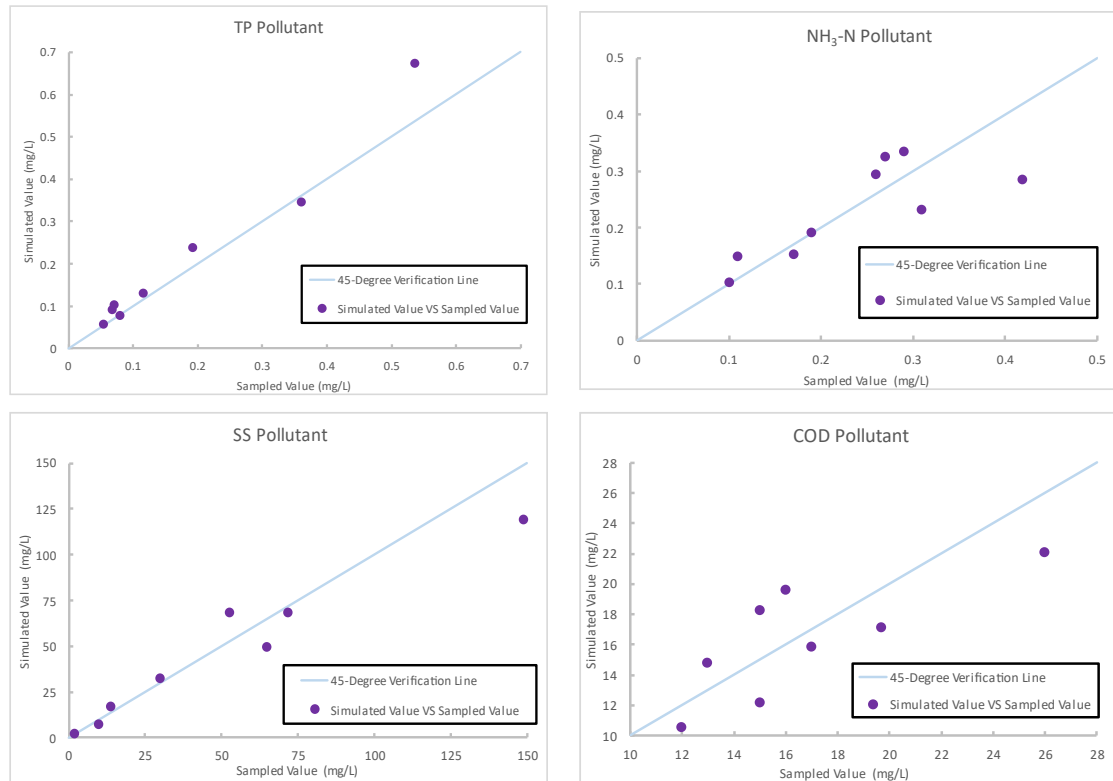 TP Pollutant
0.7
0.6
0.5
0.4
0.3
0.2
0.1
0
Simulated Value (mg/L)
45-Degree Verification Line
Simulated Value VS Sampled Value
0 0.1 0.2 0.3 0.4 0.5 0.6 0.7
Sampled Value (mg/L)
NH₃-N Pollutant
0.5
0.4
0.3
0.2
0.1
0
Simulated Value (mg/L)
45-Degree Verification Line
Simulated Value VS Sampled Value
0 0.1 0.2 0.3 0.4 0.5
Sampled Value (mg/L)
SS Pollutant
150
125
100
75
50
25
0
Simulated Value (mg/L)
45-Degree Verification Line
Simulated Value VS Sampled Value
0 25 50 75 100 125 150
Sampled Value (mg/L)
COD Pollutant
28
26
24
22
20
18
16
14
12
10
Simulated Value (mg/L)
45-Degree Verification Line
Simulated Value VS Sampled Value
10 12 14 16 18 20 22 24 26 28
Sampled Value (mg/L)